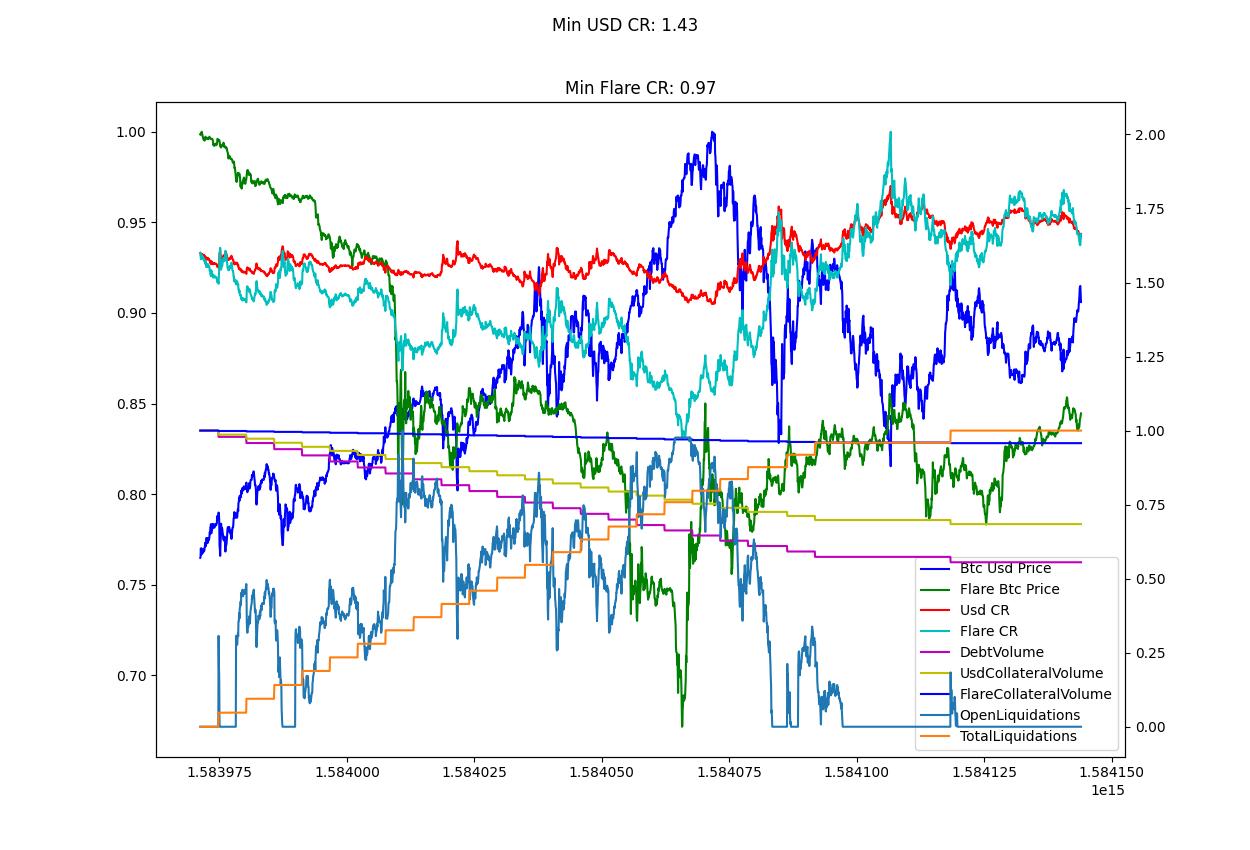 Min USD CR: 1.43
Min Flare CR: 0.97
1.00
0.95
0.90
0.85
0.80
0.75
0.70
2.00
1.75
1.50
1.25
1.00
0.75
0.50
0.25
0.00
Btc Usd Price
Flare Btc Price
Usd CR
Flare CR
DebtVolume
UsdCollateralVolume
FlareCollateralVolume
OpenLiquidations
TotalLiquidations
1.583975 1.584000 1.584025 1.584050 1.584075 1.584100 1.584125 1.584150
1e15